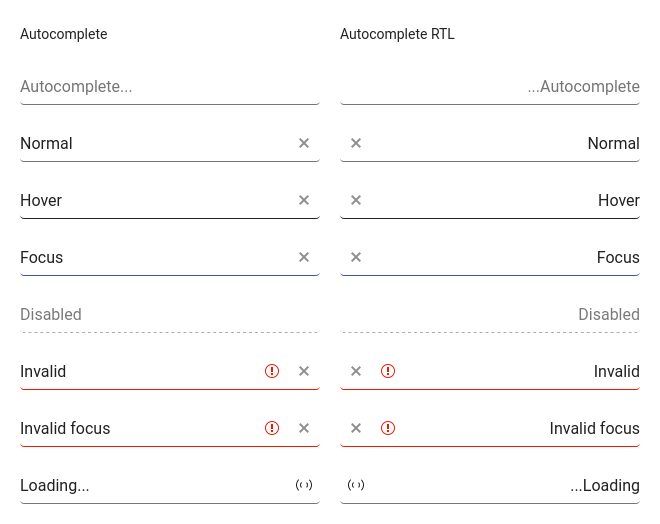 Autocomplete
Autocomplete RTL
Autocomplete...
...Autocomplete
Normal
Normal
Hover
Hover
Focus
Focus
Disabled
Disabled
Invalid
Invalid
Invalid focus
Invalid focus
Loading...
...Loading